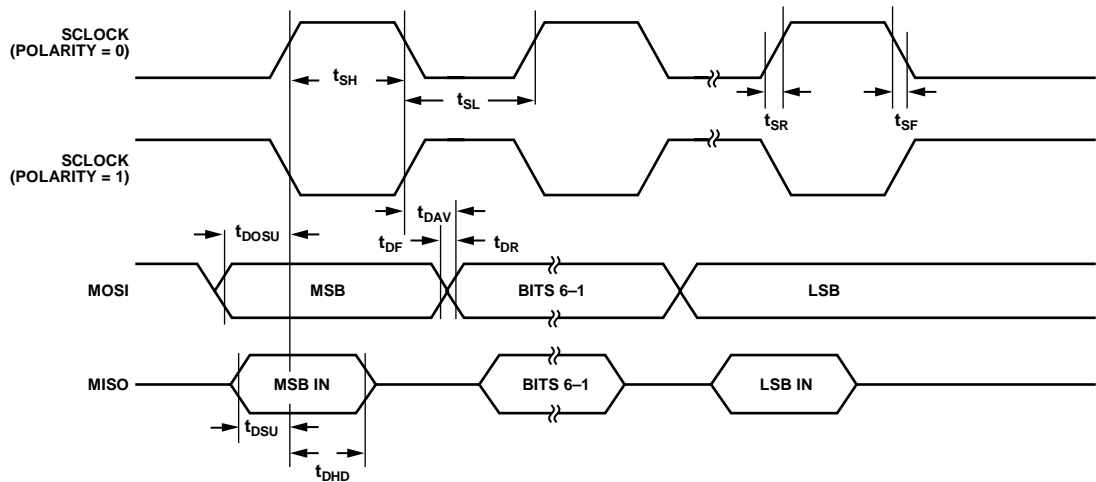 SCLOCK
(POLARITY = 0)
tSH
tSL
tSR
tSF
SCLOCK
(POLARITY = 1)
tDAV
tDOSU
tDF
tDR
MOSI
MSB
BITS 6–1
LSB
MISO
MSB IN
BITS 6–1
LSB IN
tDSU
tDHD